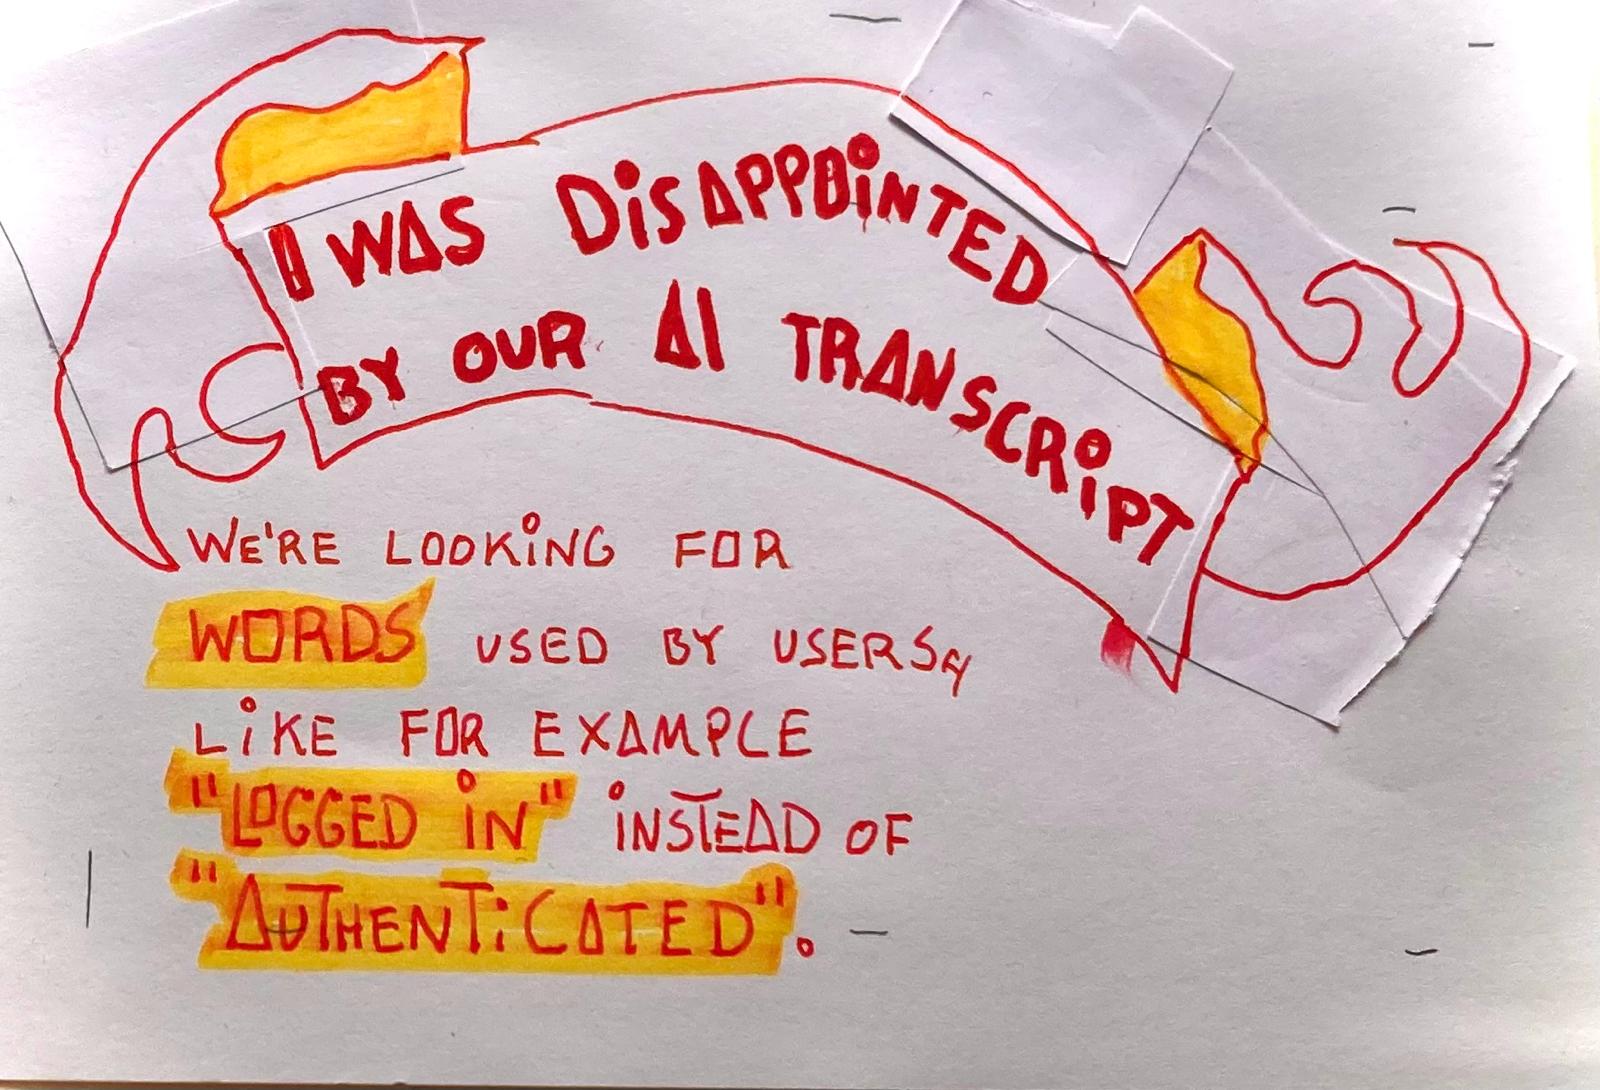 I WAS DISAPPOINTED
BY OUR AI TRANSCRIPT
WE'RE LOOKING FOR
WORDS USED BY USERS,
LIKE FOR EXAMPLE
"LOGGED IN" INSTEAD OF
"AUTHENTICATED".